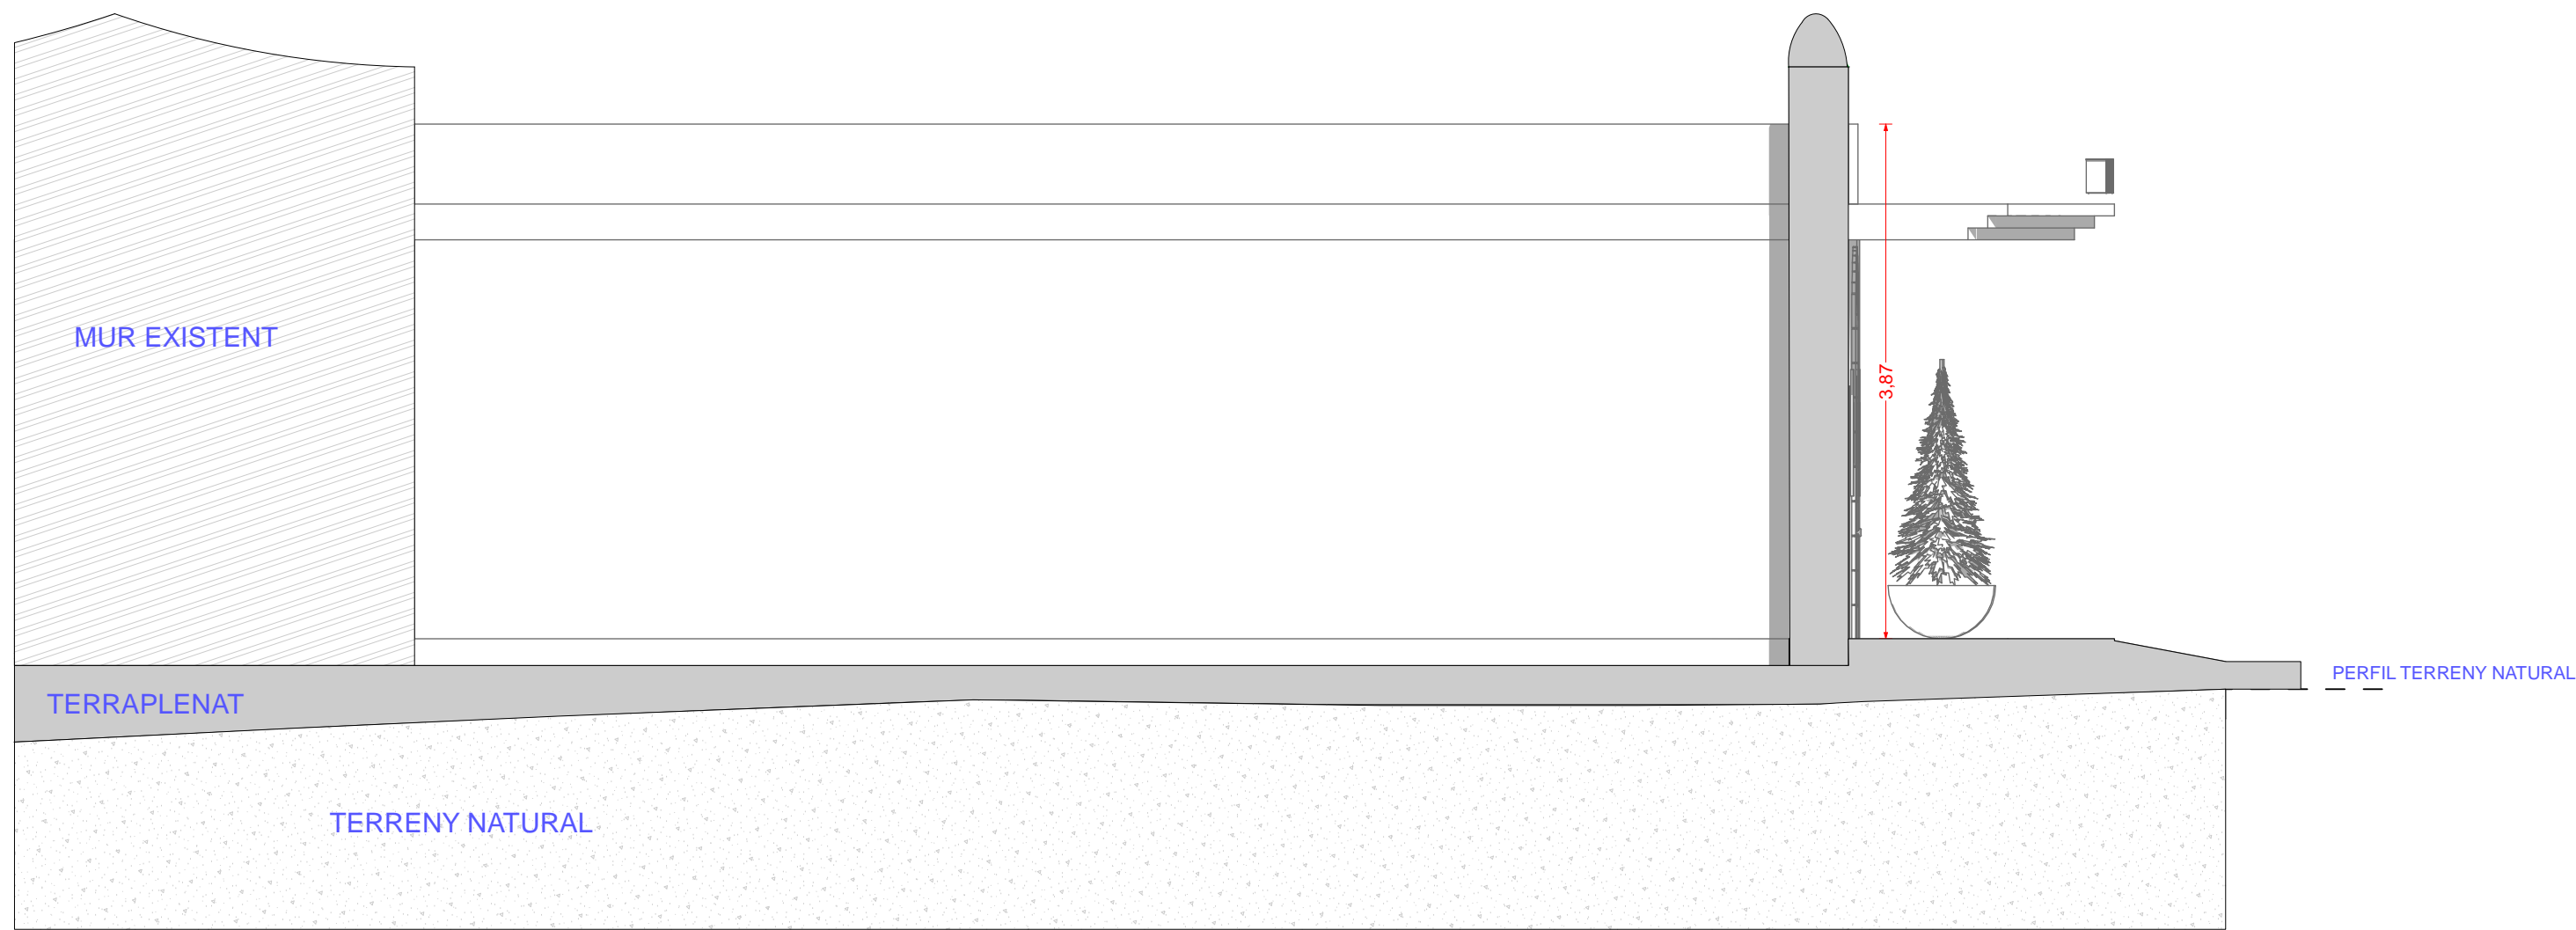 MUR EXISTENT
3,87
PERFIL TERRENY NATURAL
TERRAPLENAT
TERRENY NATURAL